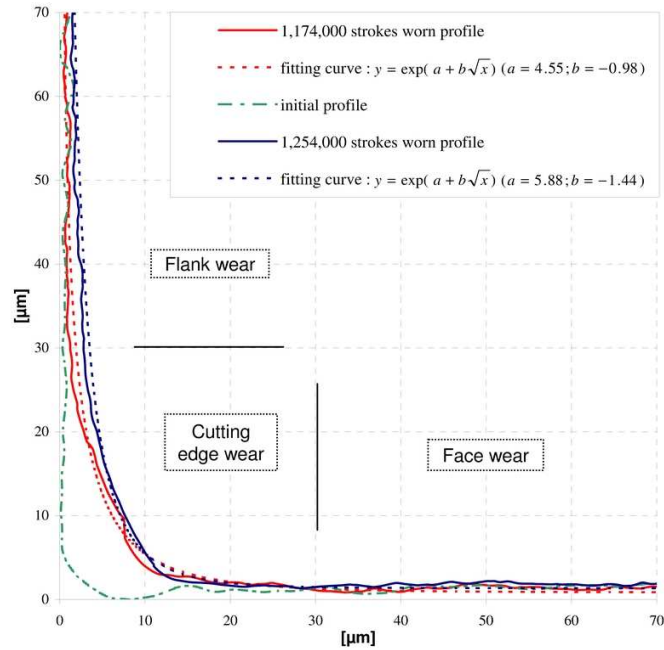 70
60
50
40
30
20
10
0
[µm]
1,174,000 strokes worn profile
fitting curve : y = exp( a + b√x ) ( a = 4.55; b = −0.98 )
initial profile
1,254,000 strokes worn profile
fitting curve : y = exp( a + b√x ) ( a = 5.88; b = −1.44 )
Flank wear
Cutting
edge wear
Face wear
0 10 20 30 40 50 60 70
[µm]